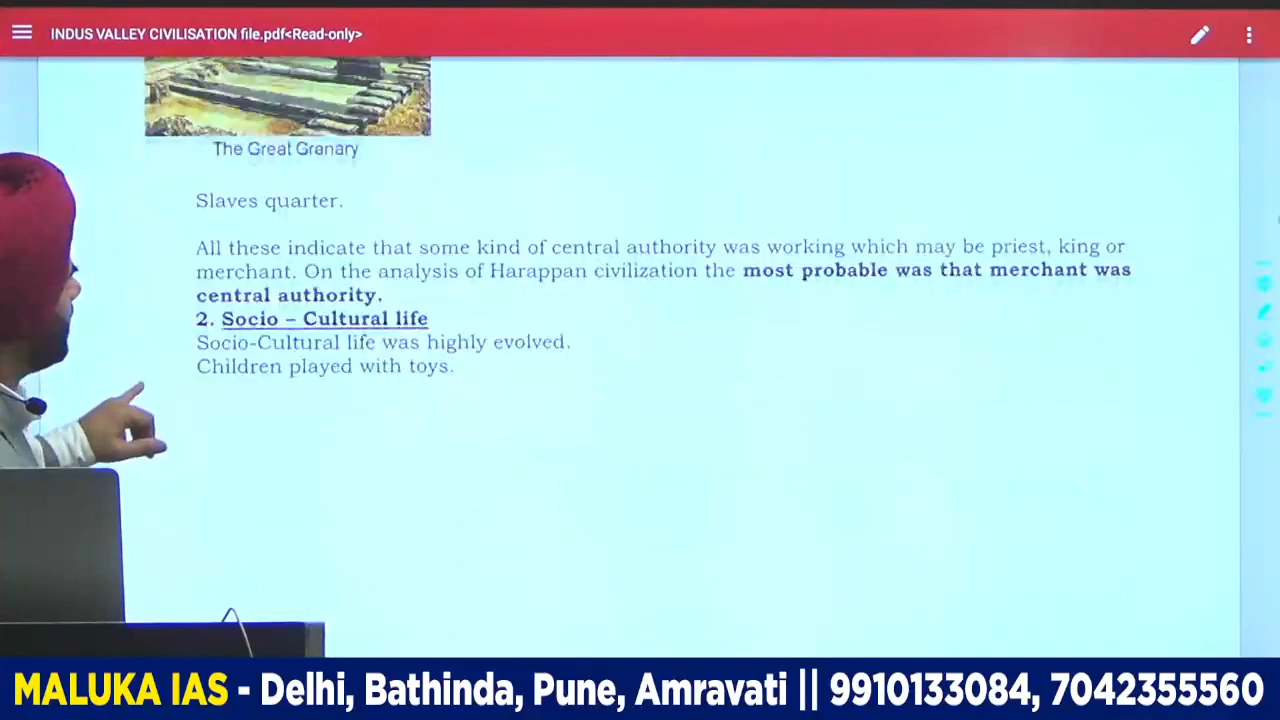 INDUS VALLEY CIVILISATION file.pdf<Read-only>
The Great Granary
Slaves quarter.
All these indicate that some kind of central authority was working which may be priest, king or
merchant. On the analysis of Harappan civilization the most probable was that merchant was
central authority.
2. Socio – Cultural life
Socio-Cultural life was highly evolved.
Children played with toys.
MALUKA IAS - Delhi, Bathinda, Pune, Amravati || 9910133084, 7042355560